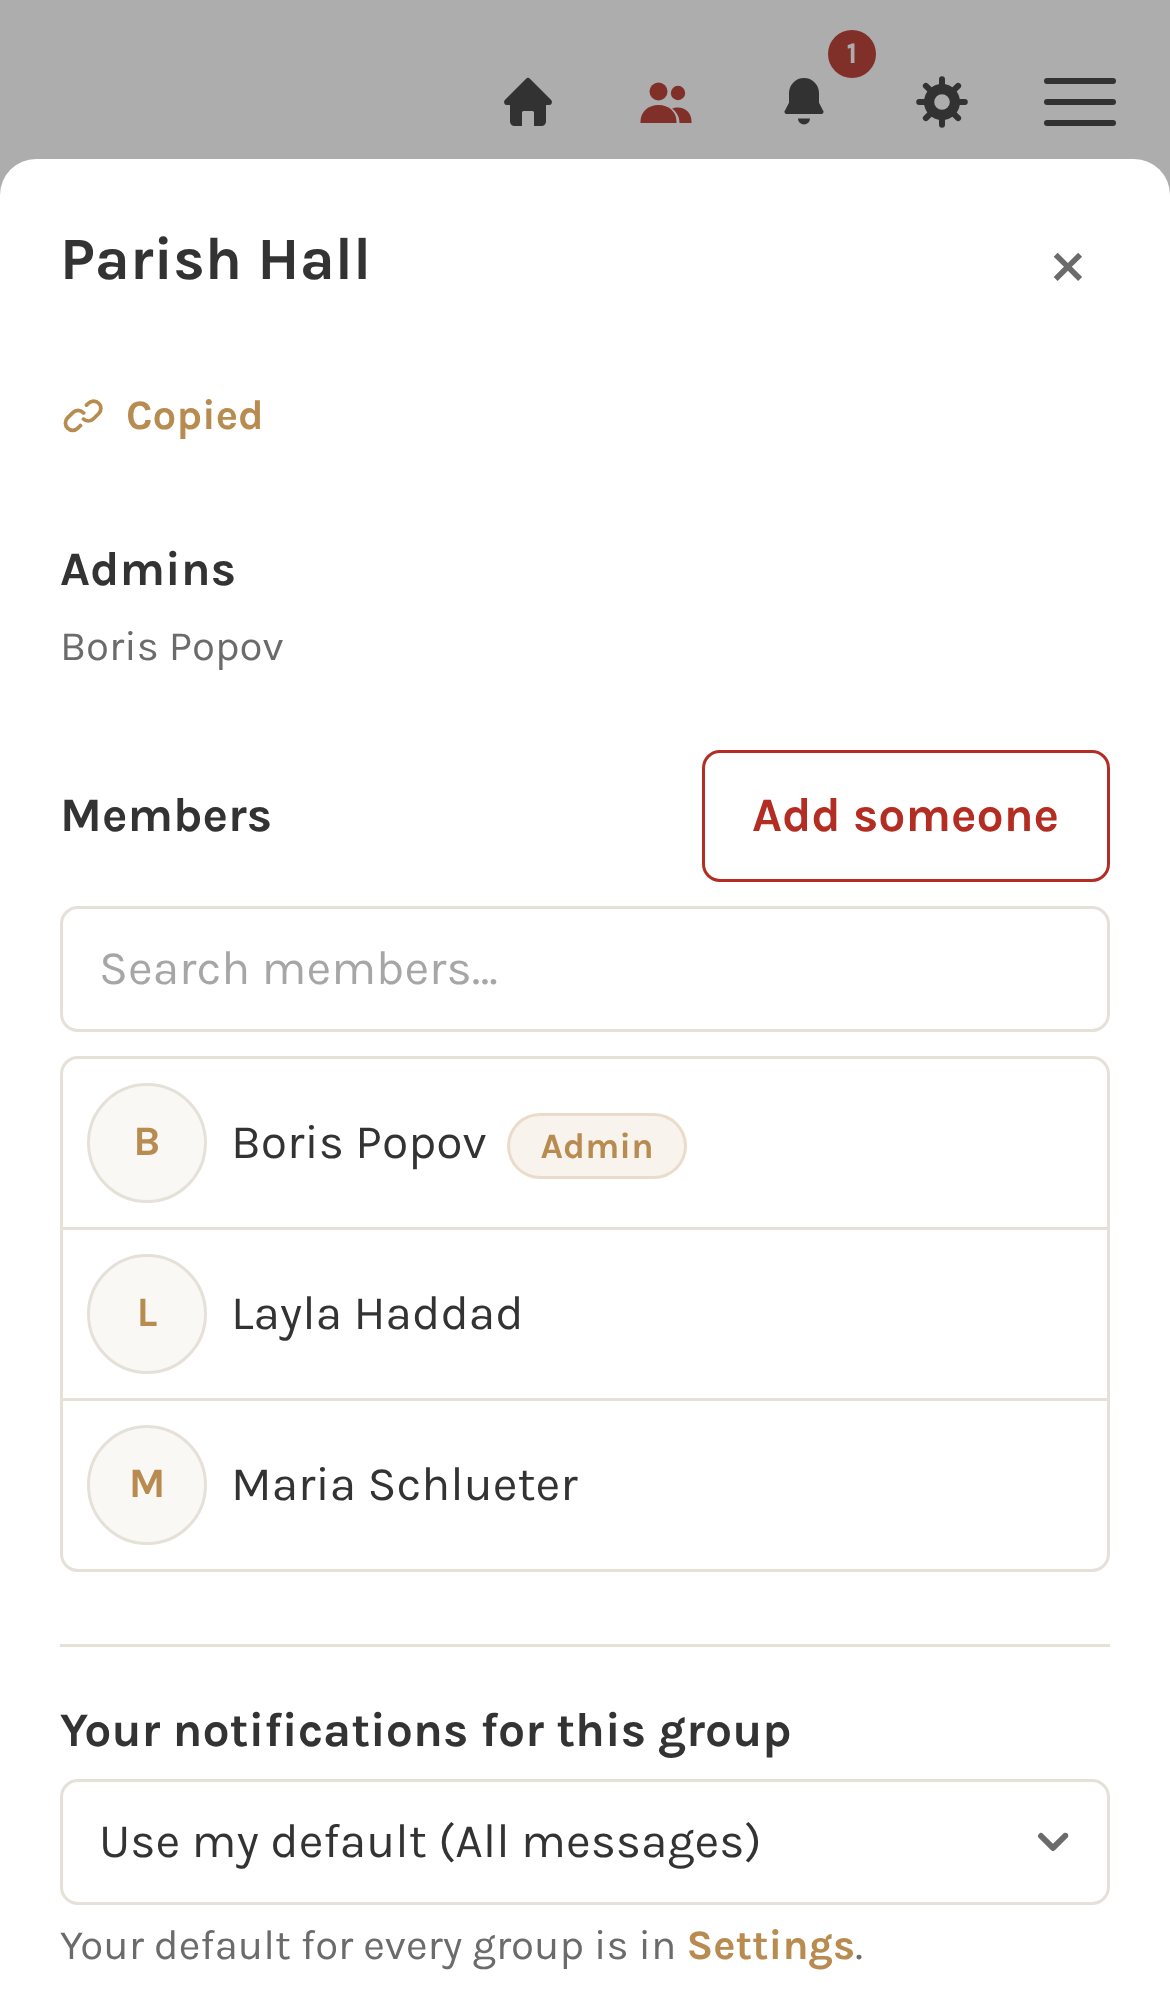 1
Parish Hall
Copied
Admins
Boris Popov
Members
Add someone
Search members...
B
Boris Popov
Admin
L
Layla Haddad
M
Maria Schlueter
Your notifications for this group
Use my default (All messages)
Your default for every group is in Settings.